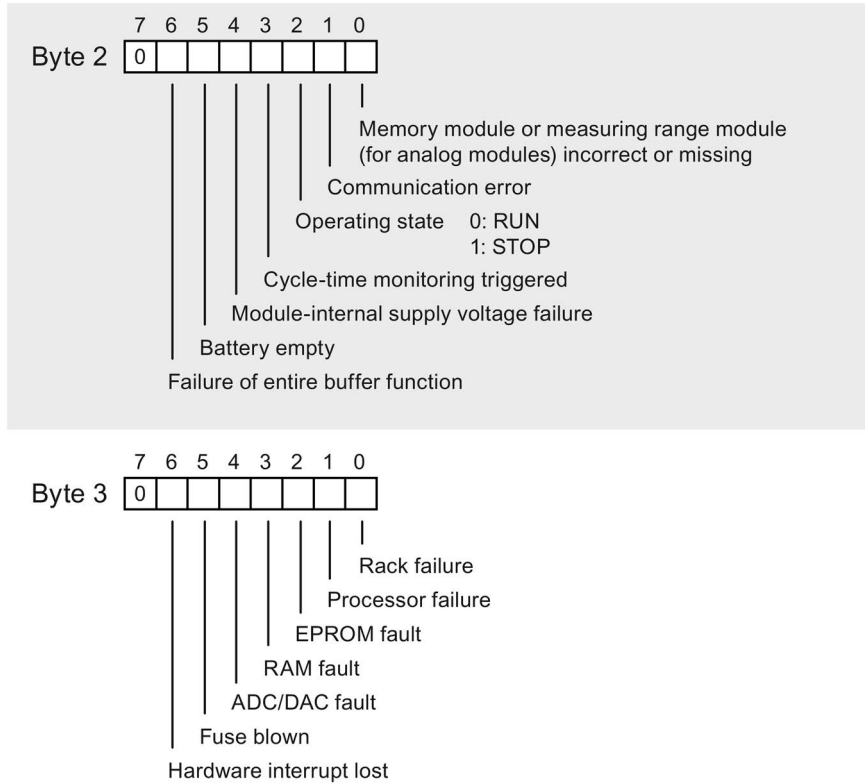 7 6 5 4 3 2 1 0
Byte 2 0
Memory module or measuring range module
(for analog modules) incorrect or missing
Communication error
Operating state 0: RUN
1: STOP
Cycle-time monitoring triggered
Module-internal supply voltage failure
Battery empty
Failure of entire buffer function
7 6 5 4 3 2 1 0
Byte 3 0
Rack failure
Processor failure
EPROM fault
RAM fault
ADC/DAC fault
Fuse blown
Hardware interrupt lost